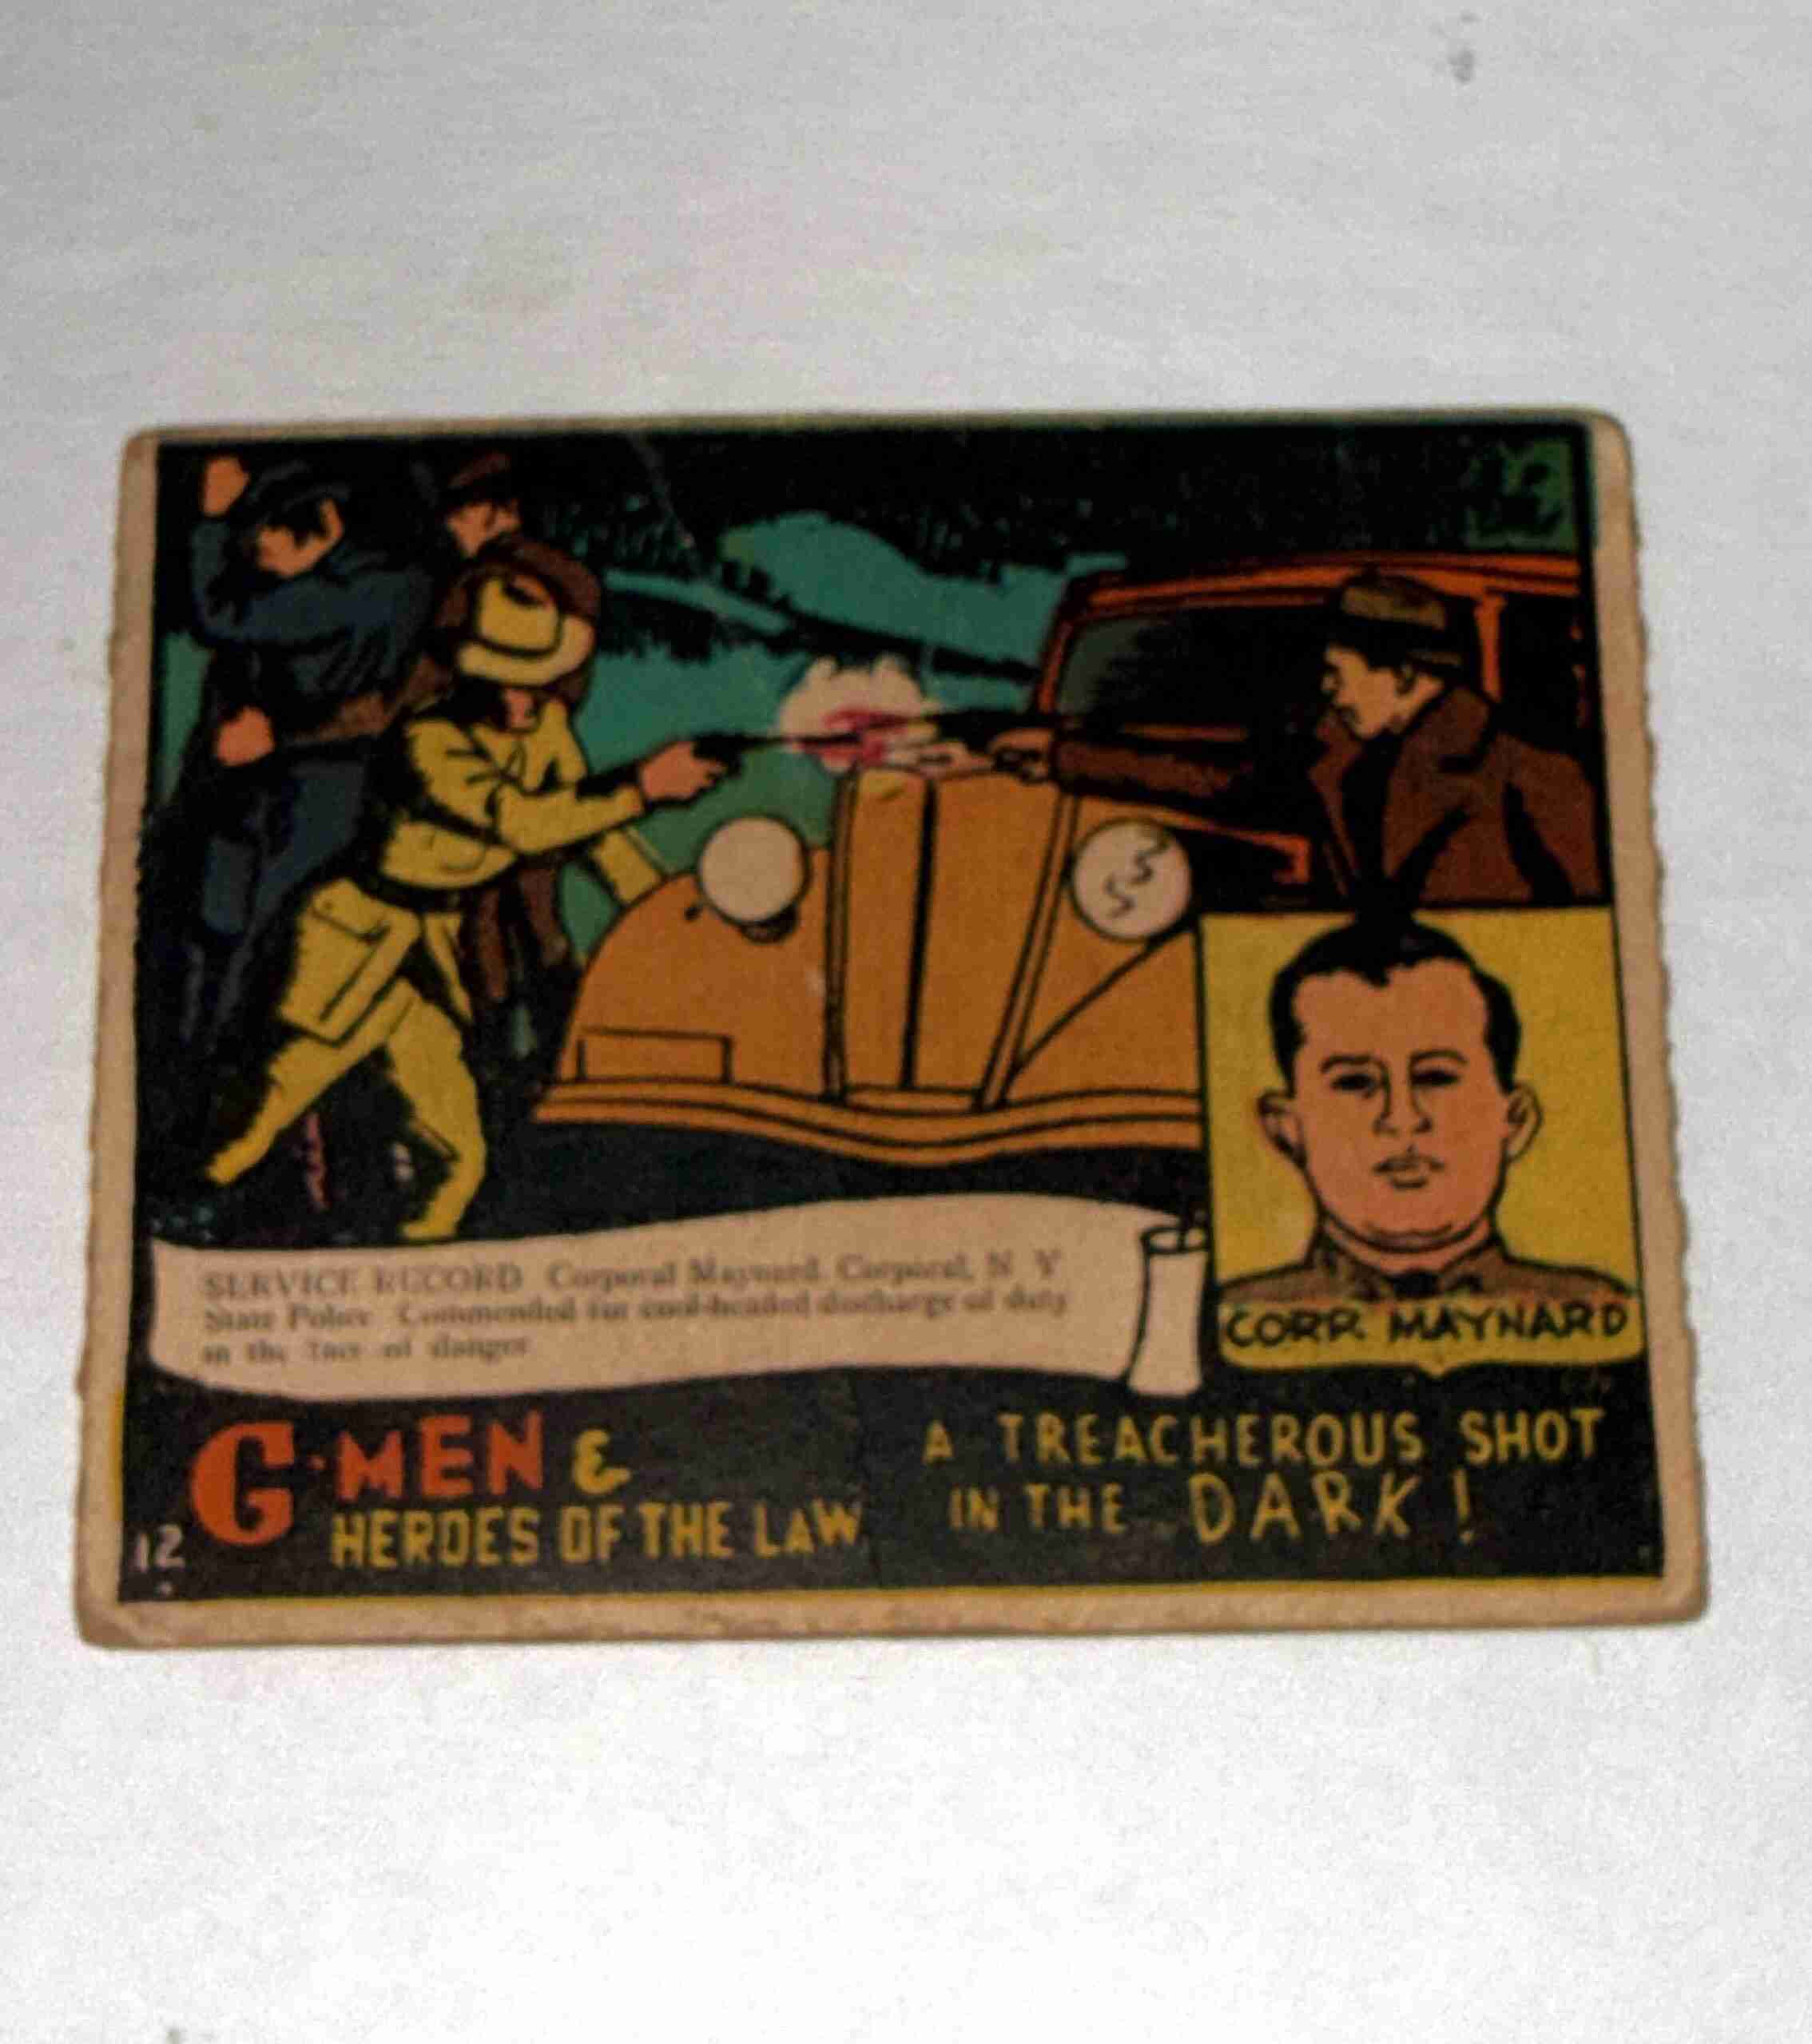 SERVICE RECORD Corporal Maynard. Corporal, N. Y.
State Police. Commended for cool-headed discharge of duty
in the face of danger.
CORP. MAYNARD
G-MEN &
HEROES OF THE LAW
12
A TREACHEROUS SHOT
IN THE DARK!